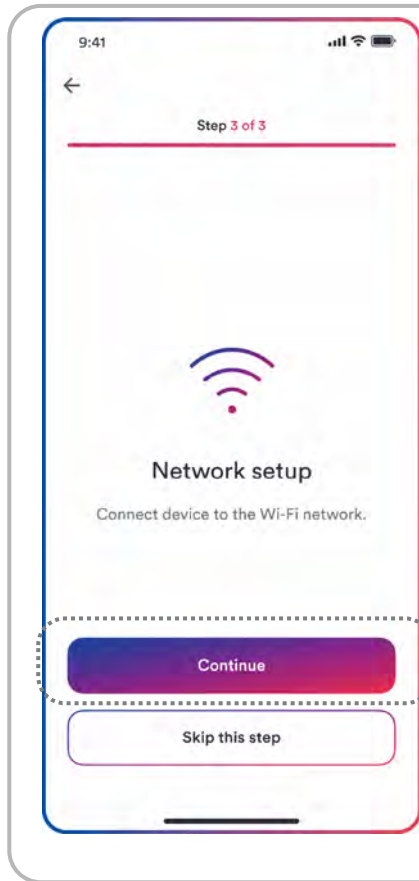 9:41
Step 3 of 3
Network setup
Connect device to the Wi-Fi network.
Continue
Skip this step